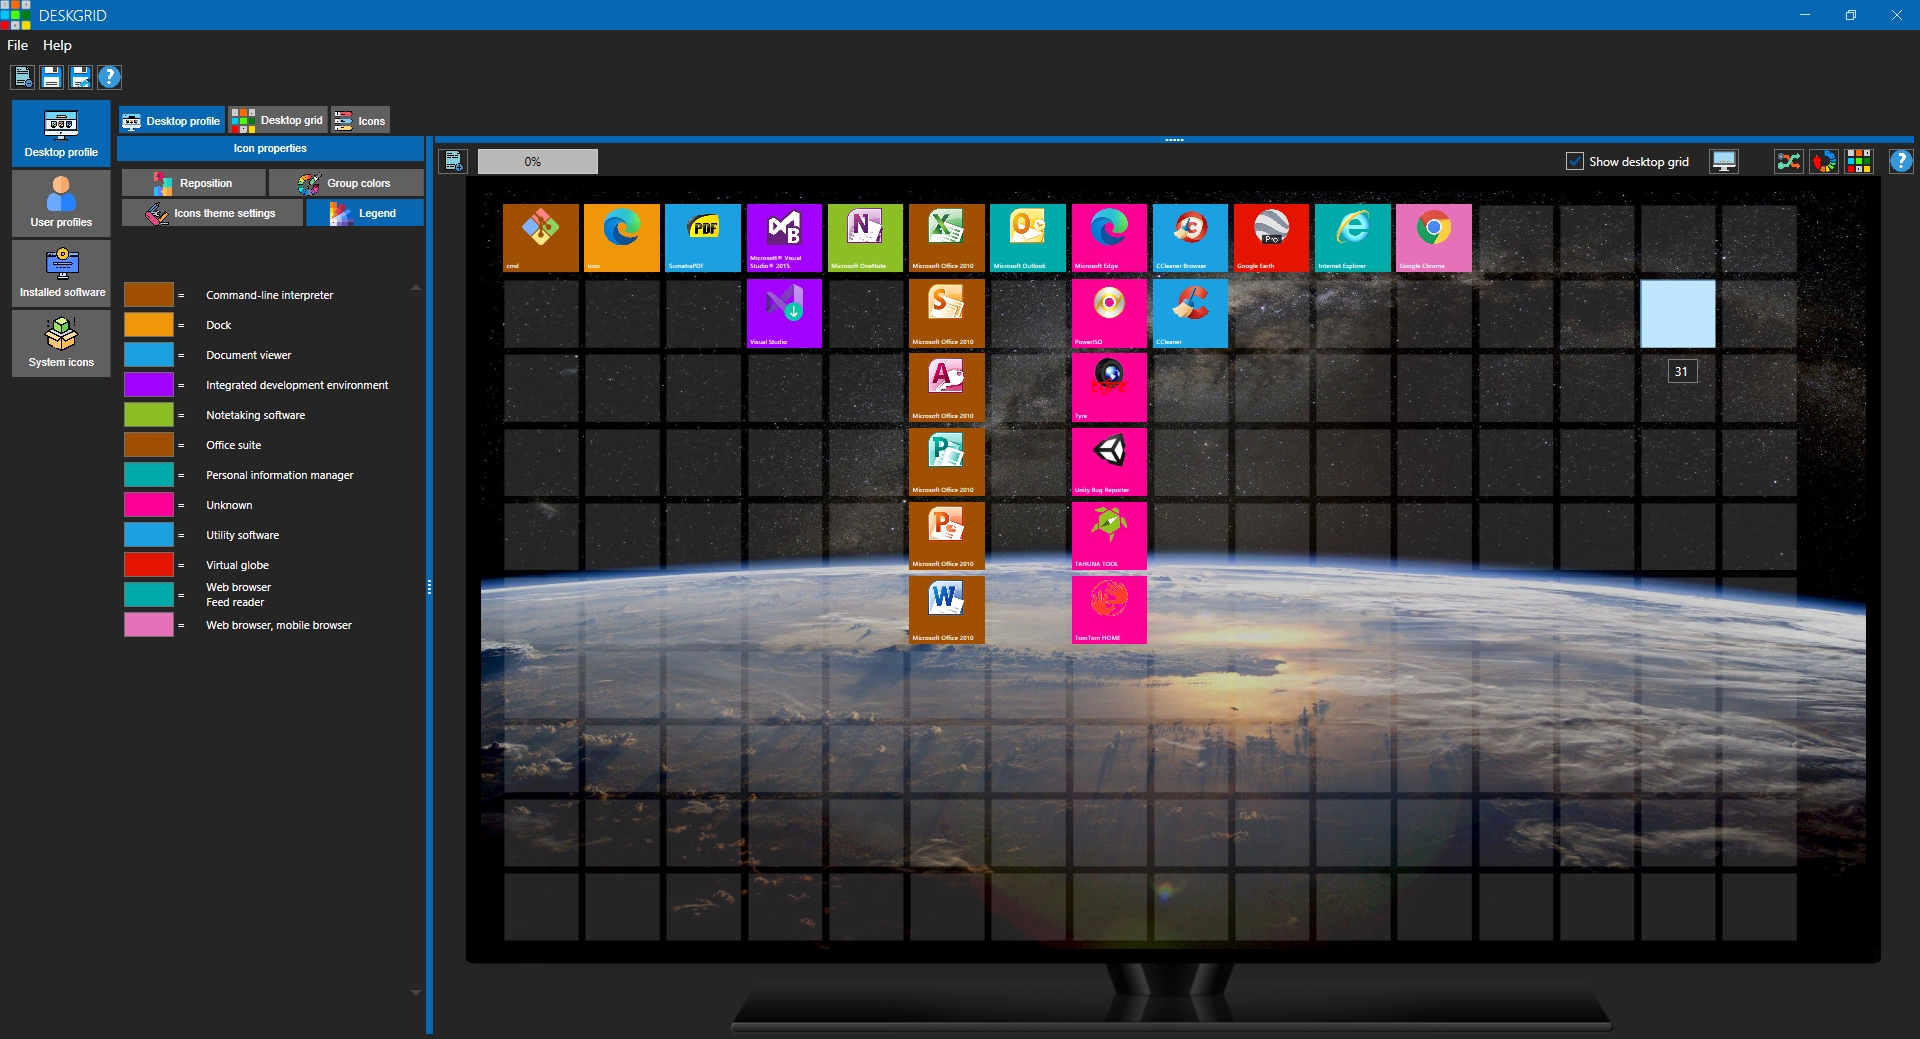 DESKGRID
File Help
Desktop profile
User profiles
Installed software
System icons
Desktop profile Desktop grid Icons
Icon properties
Reposition Group colors
Icons theme settings Legend
= Command-line interpreter
= Dock
= Document viewer
= Integrated development environment
= Notetaking software
= Office suite
= Personal information manager
= Unknown
= Utility software
= Virtual globe
= Web browser
Feed reader
= Web browser, mobile browser
0% Show desktop grid
cmd
PDF
SumatraPDF
Microsoft® Visual
Studio® 2015
Microsoft OneNote
Microsoft Office 2010
Microsoft Outlook
Microsoft Edge
CCleaner Browser
Pro
Google Earth
Internet Explorer
Google Chrome
Visual Studio
Microsoft Office 2010
PowerISO
CCleaner
Microsoft Office 2010
Tyre
31
Microsoft Office 2010
Unity Bug Reporter
Microsoft Office 2010
TAHUNA TOOL
Microsoft Office 2010
TomTom HOME